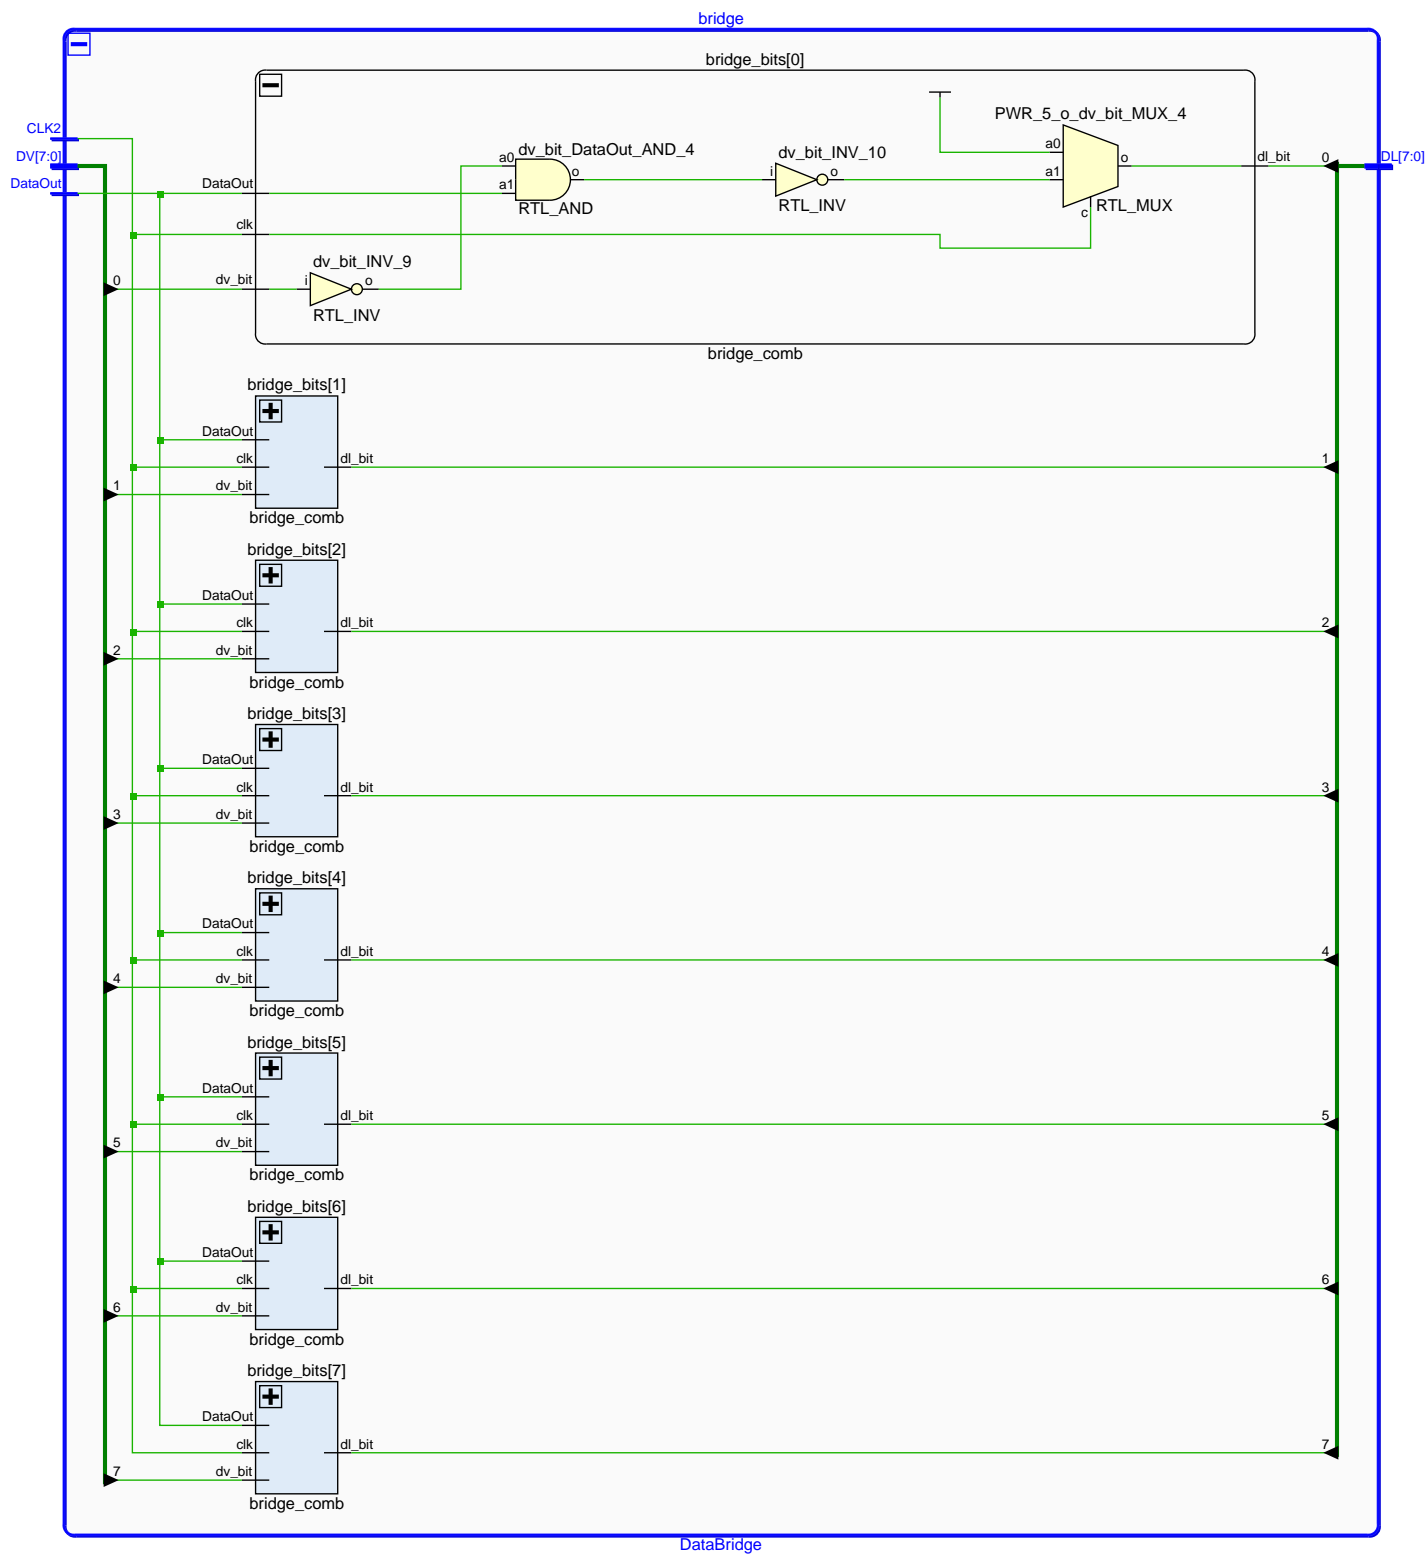 bridge
bridge_bits[0]
CLK2
DV[7:0]
DataOut
DataOut
clk
0
dv_bit
dv_bit_INV_9
i
o
RTL_INV
dv_bit_DataOut_AND_4
a0
a1
o
RTL_AND
dv_bit_INV_10
i
o
RTL_INV
PWR_5_o_dv_bit_MUX_4
a0
a1
o
c
RTL_MUX
dl_bit
0
DL[7:0]
bridge_comb
bridge_bits[1]
DataOut
clk
dl_bit
1
1
dv_bit
bridge_comb
bridge_bits[2]
DataOut
clk
dl_bit
2
2
dv_bit
bridge_comb
bridge_bits[3]
DataOut
clk
dl_bit
3
3
dv_bit
bridge_comb
bridge_bits[4]
DataOut
clk
dl_bit
4
4
dv_bit
bridge_comb
bridge_bits[5]
DataOut
clk
dl_bit
5
5
dv_bit
bridge_comb
bridge_bits[6]
DataOut
clk
dl_bit
6
6
dv_bit
bridge_comb
bridge_bits[7]
DataOut
clk
dl_bit
7
7
dv_bit
bridge_comb
DataBridge